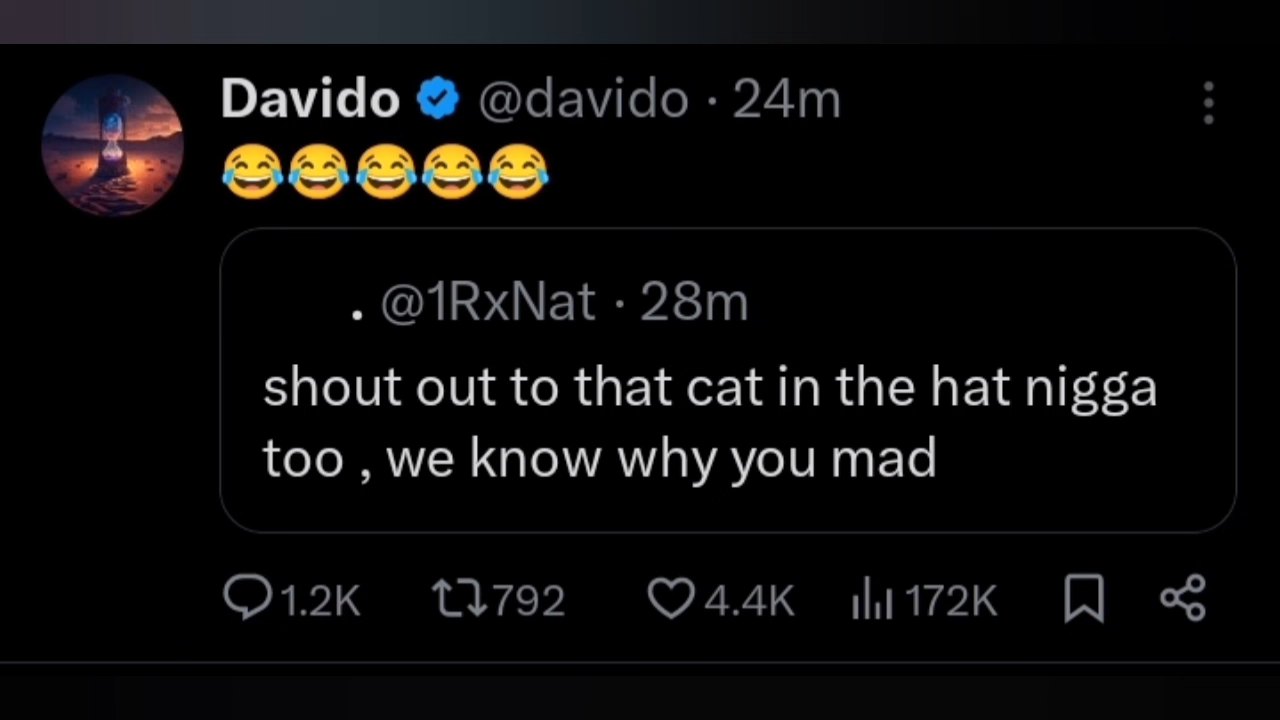 Davido @davido · 24m
😂😂😂😂😂
. @1RxNat · 28m
shout out to that cat in the hat nigga
too , we know why you mad
1.2K 792 4.4K 172K